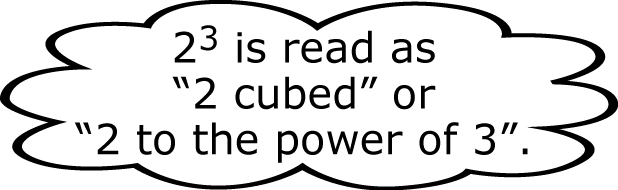 2³ is read as
“2 cubed” or
“2 to the power of 3”.